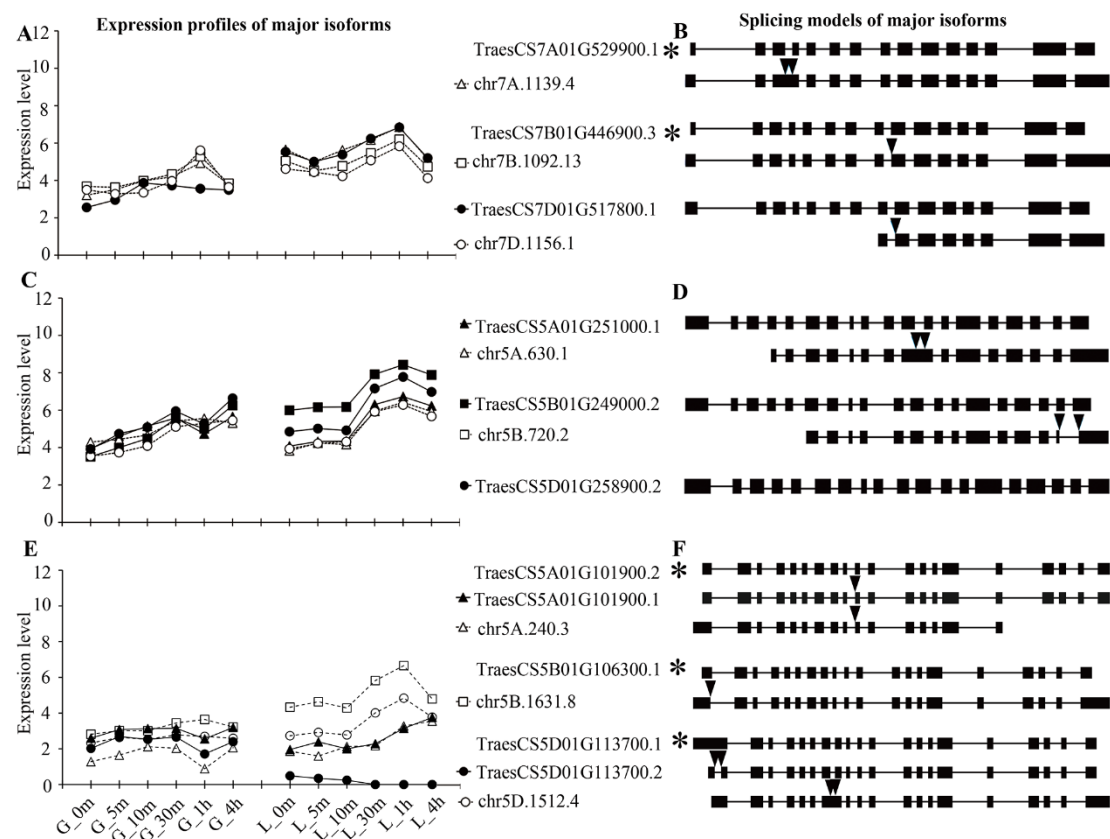 Expression profiles of major isoforms
Splicing models of major isoforms
A
12
10
8
6
4
2
0
Expression level
TraesCS7A01G529900.1 *
chr7A.1139.4
TraesCS7B01G446900.3 *
chr7B.1092.13
TraesCS7D01G517800.1
chr7D.1156.1
B
C
12
10
8
6
4
2
0
Expression level
TraesCS5A01G251000.1
chr5A.630.1
TraesCS5B01G249000.2
chr5B.720.2
TraesCS5D01G258900.2
D
E
12
10
8
6
4
2
0
Expression level
G_0m
G_5m
G_10m
G_30m
G_1h
G_4h
L_0m
L_5m
L_10m
L_30m
L_1h
L_4h
TraesCS5A01G101900.2 *
TraesCS5A01G101900.1
chr5A.240.3
TraesCS5B01G106300.1 *
chr5B.1631.8
TraesCS5D01G113700.1 *
TraesCS5D01G113700.2
chr5D.1512.4
F